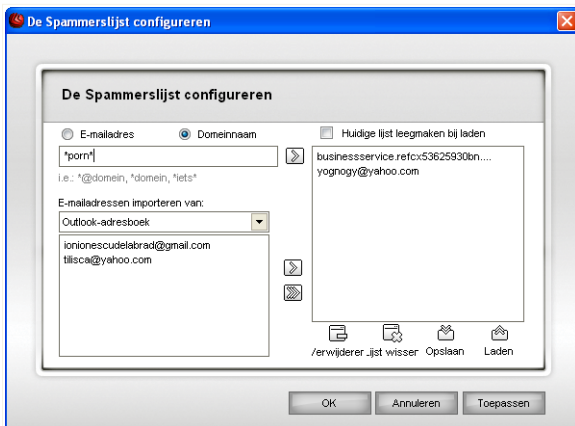 De Spammerslijst configureren
De Spammerslijst configureren
E-mailadres
Domeinnaam
*porn*
i.e.: *@domein, *domein, *iets*
E-mailadressen importeren van:
Outlook-adresboek
ionionescudelabrad@gmail.com
tilisca@yahoo.com
Huidige lijst leegmaken bij laden
businessservice.refcx53625930bn....
yognogy@yahoo.com
/erwijderer
.ijst wisser
Opslaan
Laden
OK
Annuleren
Toepassen